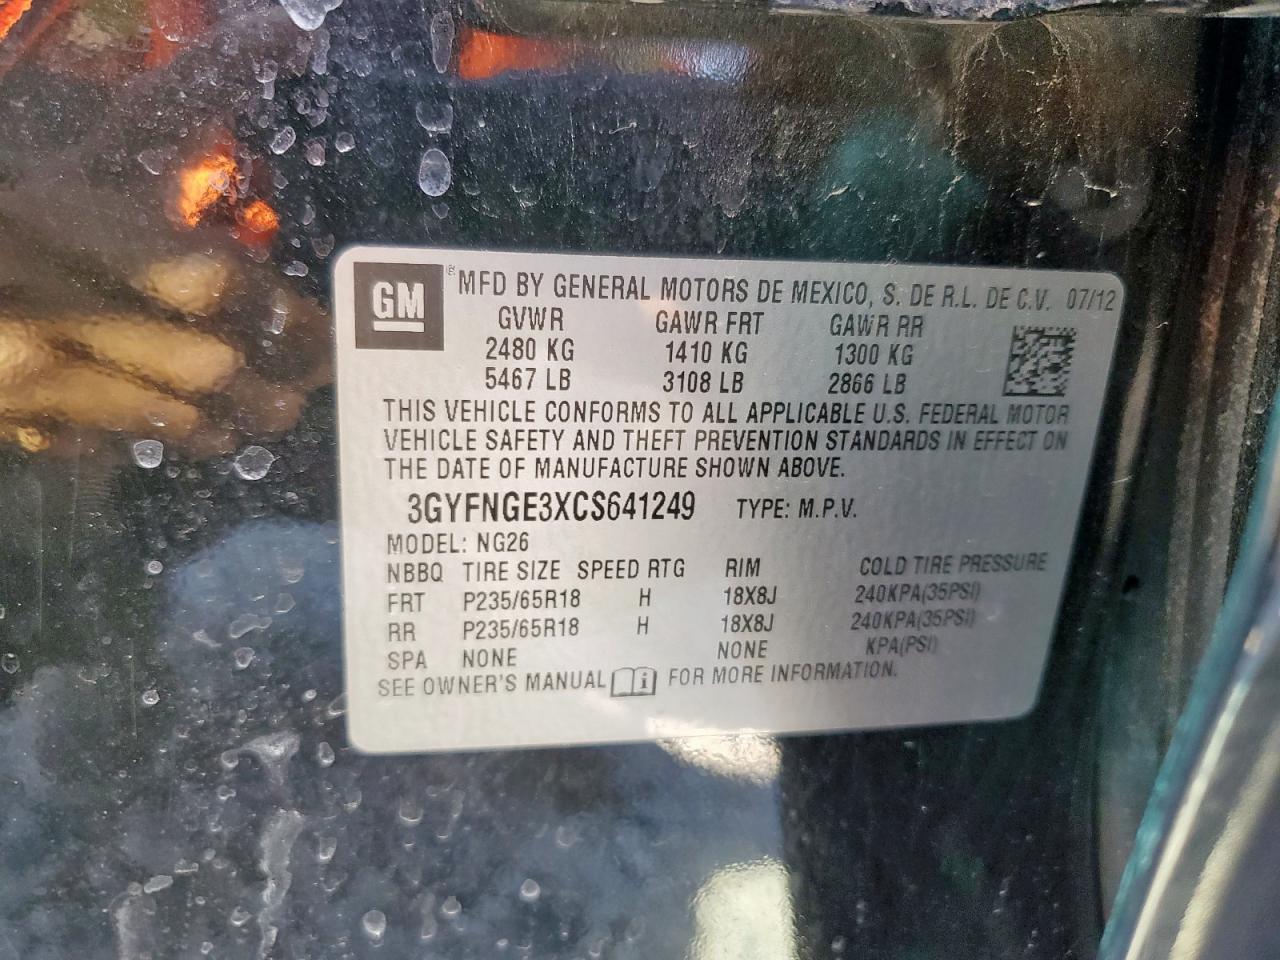 GM ® MFD BY GENERAL MOTORS DE MEXICO, S. DE R.L. DE C.V. 07/12
GVWR GAWR FRT GAWR RR
2480 KG 1410 KG 1300 KG
5467 LB 3108 LB 2866 LB
THIS VEHICLE CONFORMS TO ALL APPLICABLE U.S. FEDERAL MOTOR
VEHICLE SAFETY AND THEFT PREVENTION STANDARDS IN EFFECT ON
THE DATE OF MANUFACTURE SHOWN ABOVE.
3GYFNGE3XCS641249 TYPE: M.P.V.
MODEL: NG26
NBBQ TIRE SIZE SPEED RTG RIM COLD TIRE PRESSURE
FRT P235/65R18 H 18X8J 240KPA(35PSI)
RR P235/65R18 H 18X8J 240KPA(35PSI)
SPA NONE NONE KPA(PSI)
SEE OWNER'S MANUAL i FOR MORE INFORMATION.